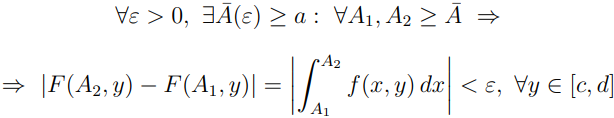 ∀ε > 0, ∃Ā(ε) ≥ a : ∀A₁, A₂ ≥ Ā ⇒
⇒ |F(A₂, y) − F(A₁, y)| = |∫_{A₁}^{A₂} f(x, y) dx| < ε, ∀y ∈ [c, d]